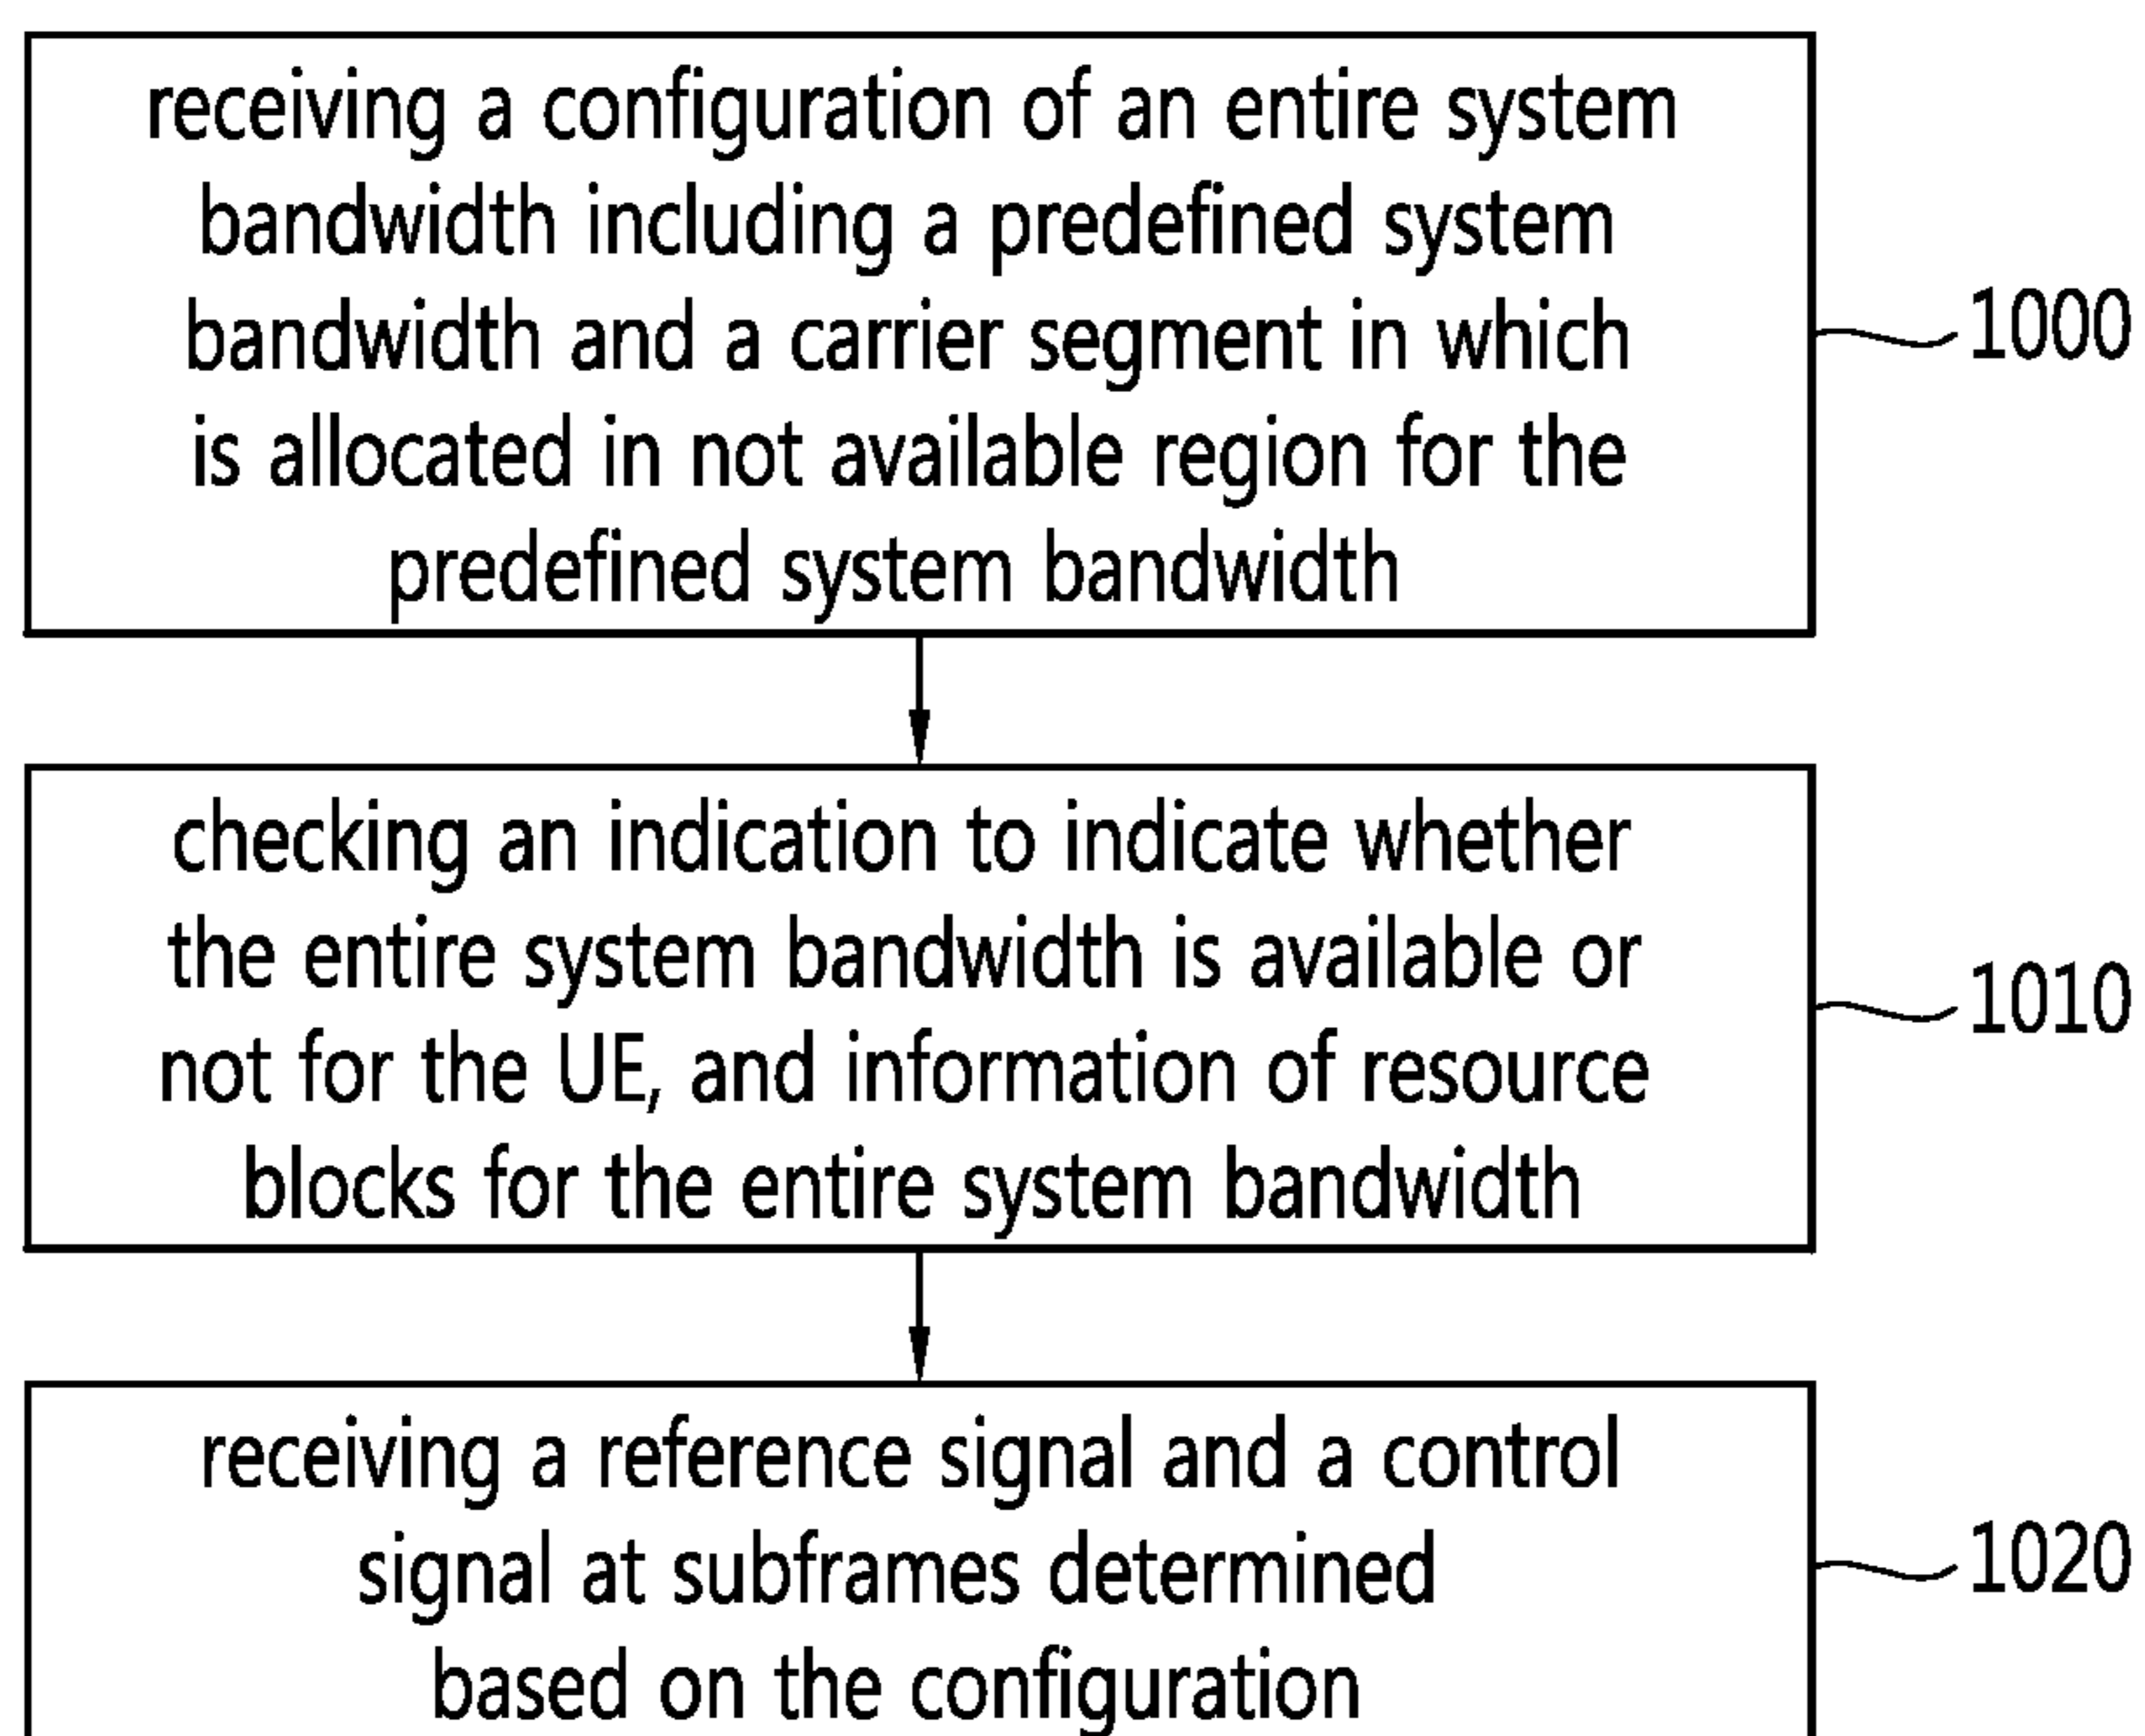 receiving a configuration of an entire system
bandwidth including a predefined system
bandwidth and a carrier segment in which
is allocated in not available region for the
predefined system bandwidth
1000
checking an indication to indicate whether
the entire system bandwidth is available or
not for the UE, and information of resource
blocks for the entire system bandwidth
1010
receiving a reference signal and a control
signal at subframes determined
based on the configuration
1020